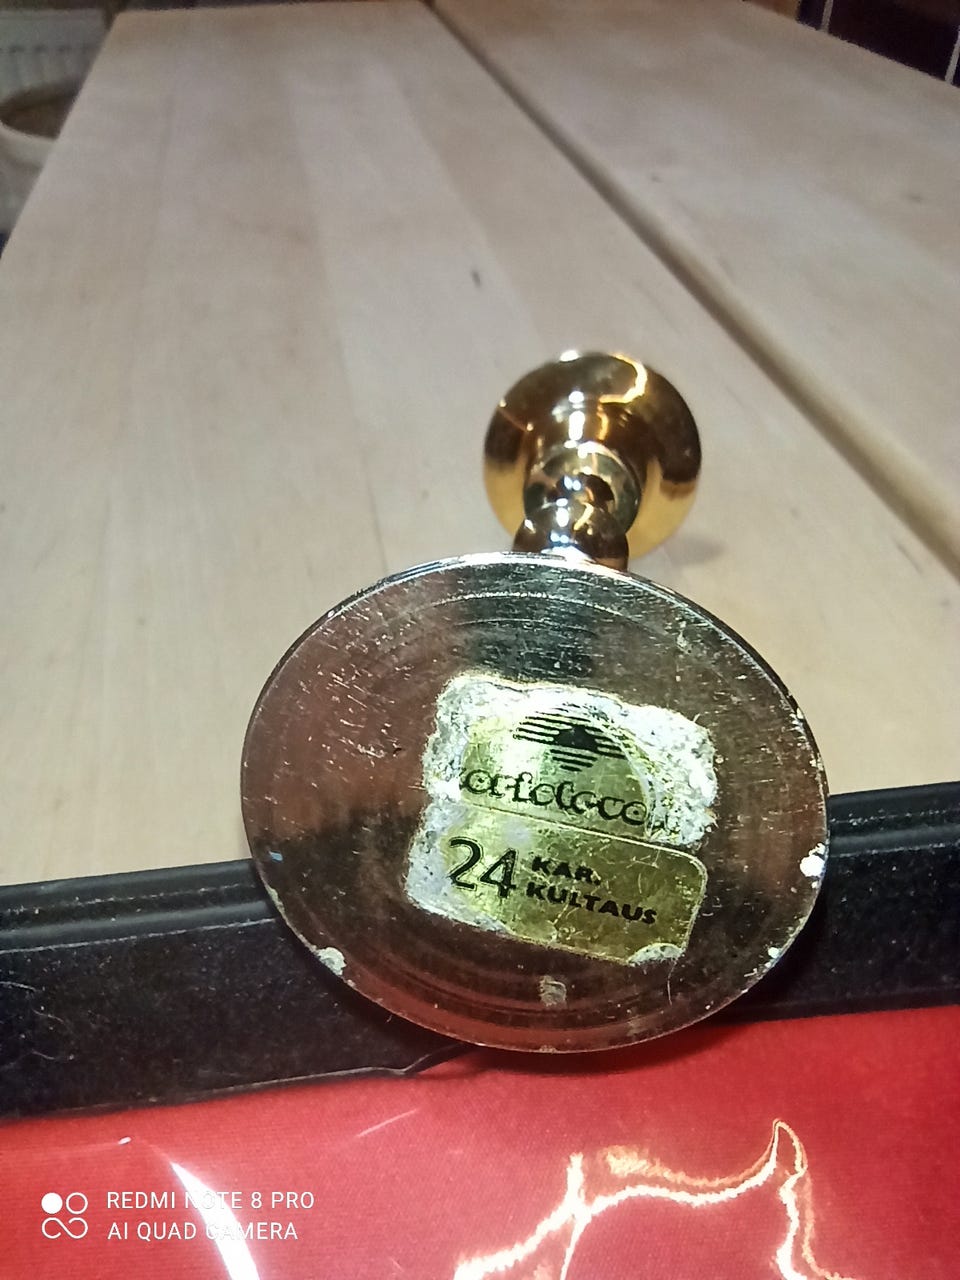 24 KAR.
KULTAUS
REDMI NOTE 8 PRO
AI QUAD CAMERA